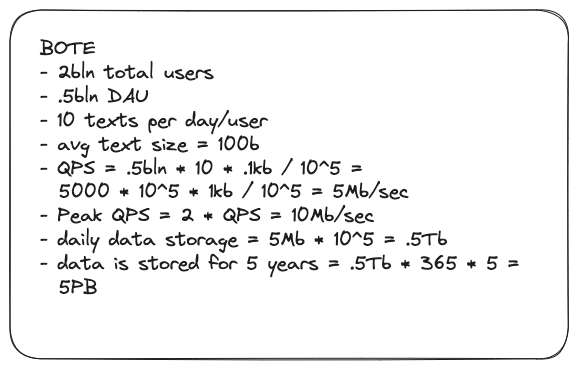 BOTE
- 2bln total users
- .5bln DAU
- 10 texts per day/user
- avg text size = 100b
- QPS = .5bln * 10 * .1kb / 10^5 =
5000 * 10^5 * 1kb / 10^5 = 5Mb/sec
- Peak QPS = 2 * QPS = 10Mb/sec
- daily data storage = 5Mb * 10^5 = .5Tb
- data is stored for 5 years = .5Tb * 365 * 5 =
5PB